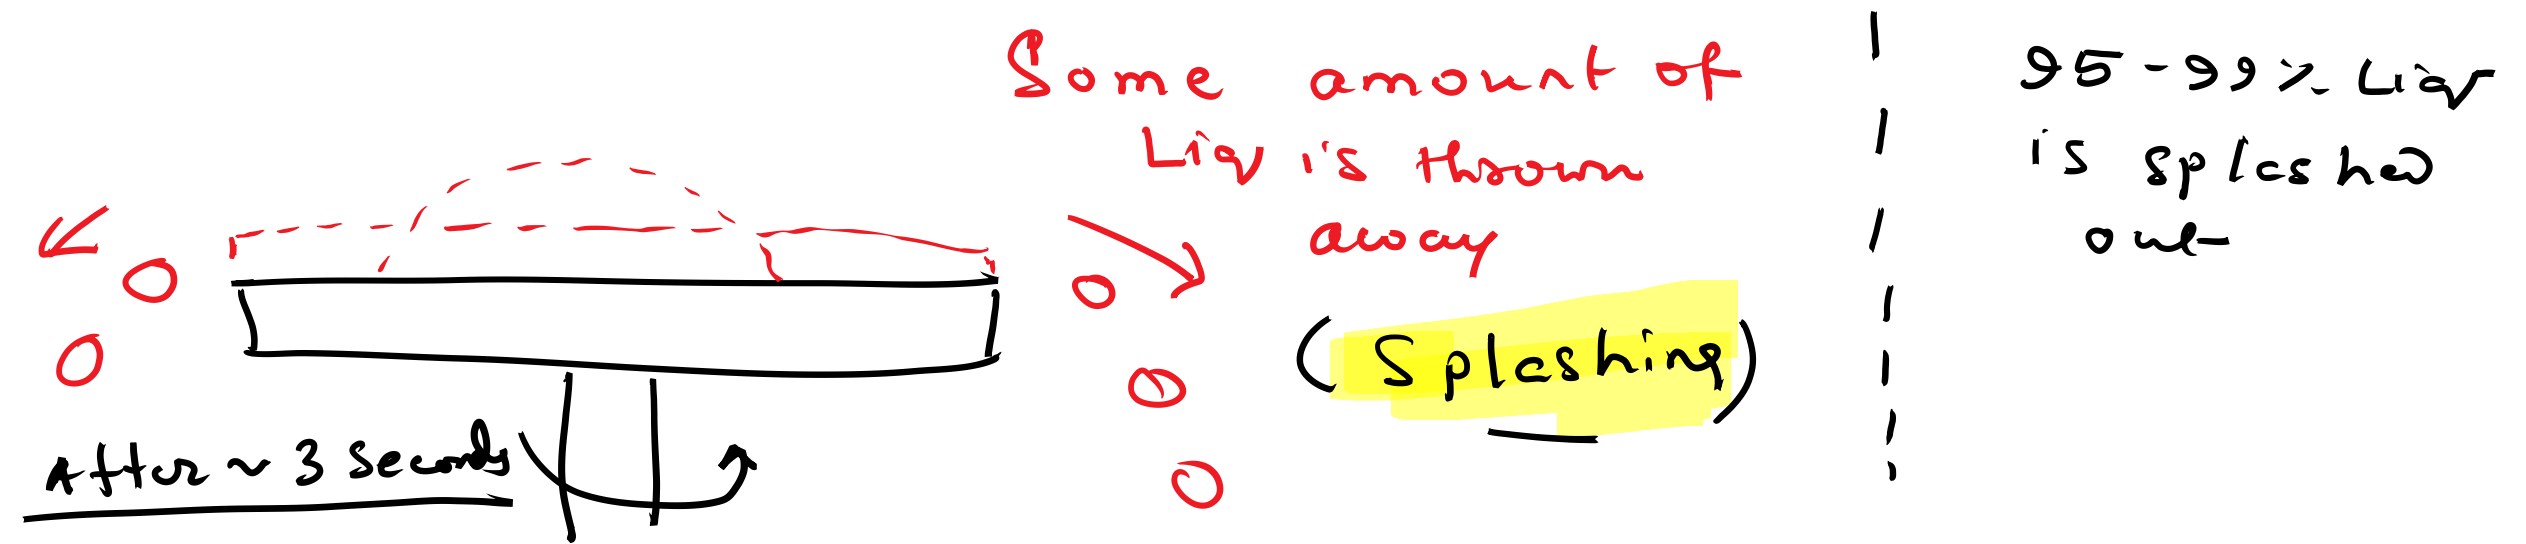 Some amount of
Liq is thrown
away
(Splashing)
After ~ 3 seconds
95-99% Liq
is splashed
out